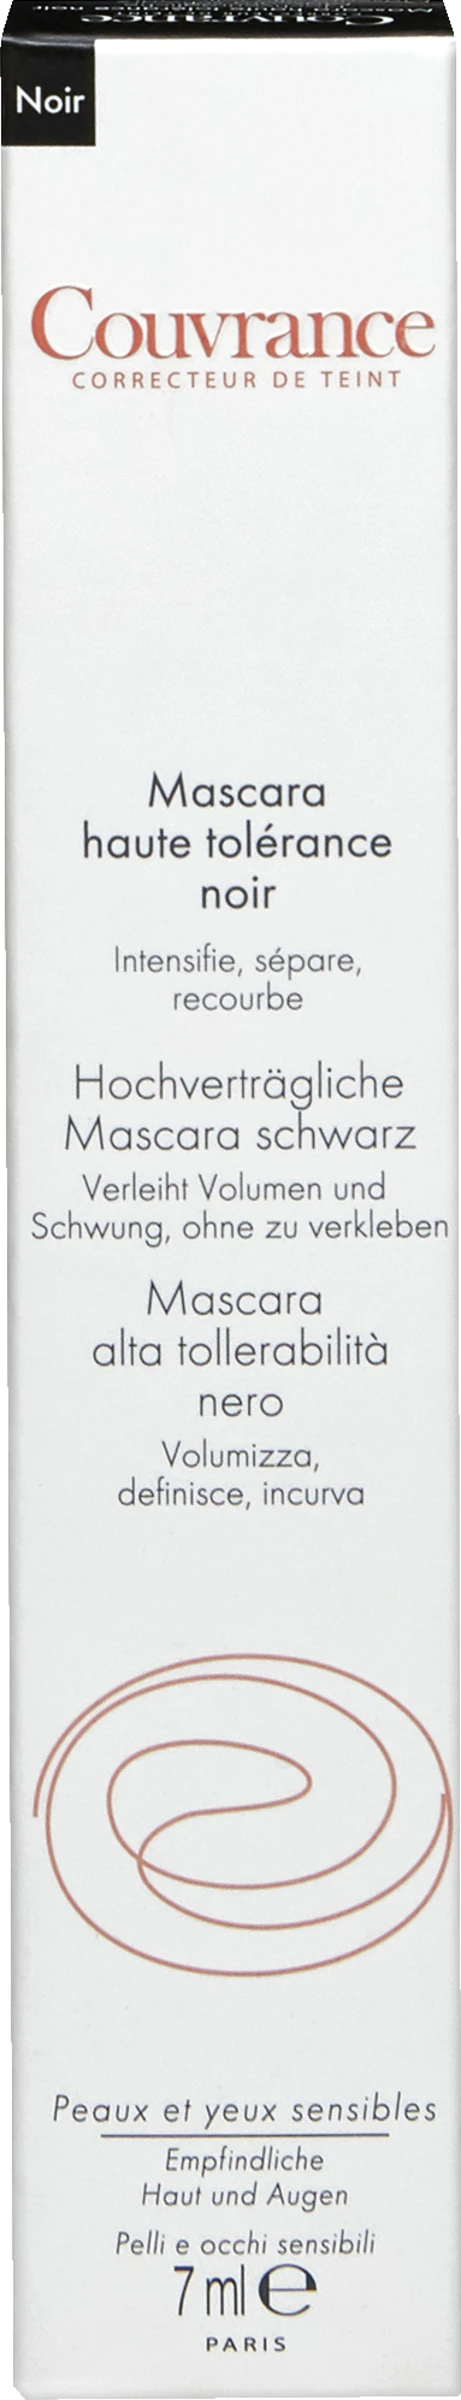 Couvrance
Noir
Couvrance
CORRECTEUR DE TEINT
Mascara
haute tolérance
noir
Intensifie, sépare,
recourbe
Hochverträgliche
Mascara schwarz
Verleiht Volumen und
Schwung, ohne zu verkleben
Mascara
alta tollerabilità
nero
Volumizza,
definisce, incurva
Peaux et yeux sensibles
Empfindliche
Haut und Augen
Pelli e occhi sensibili
7 ml e
PARIS